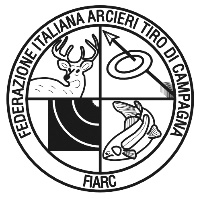 FEDERAZIONE ITALIANA ARCIERI TIRO DI CAMPAGNA
FIARC